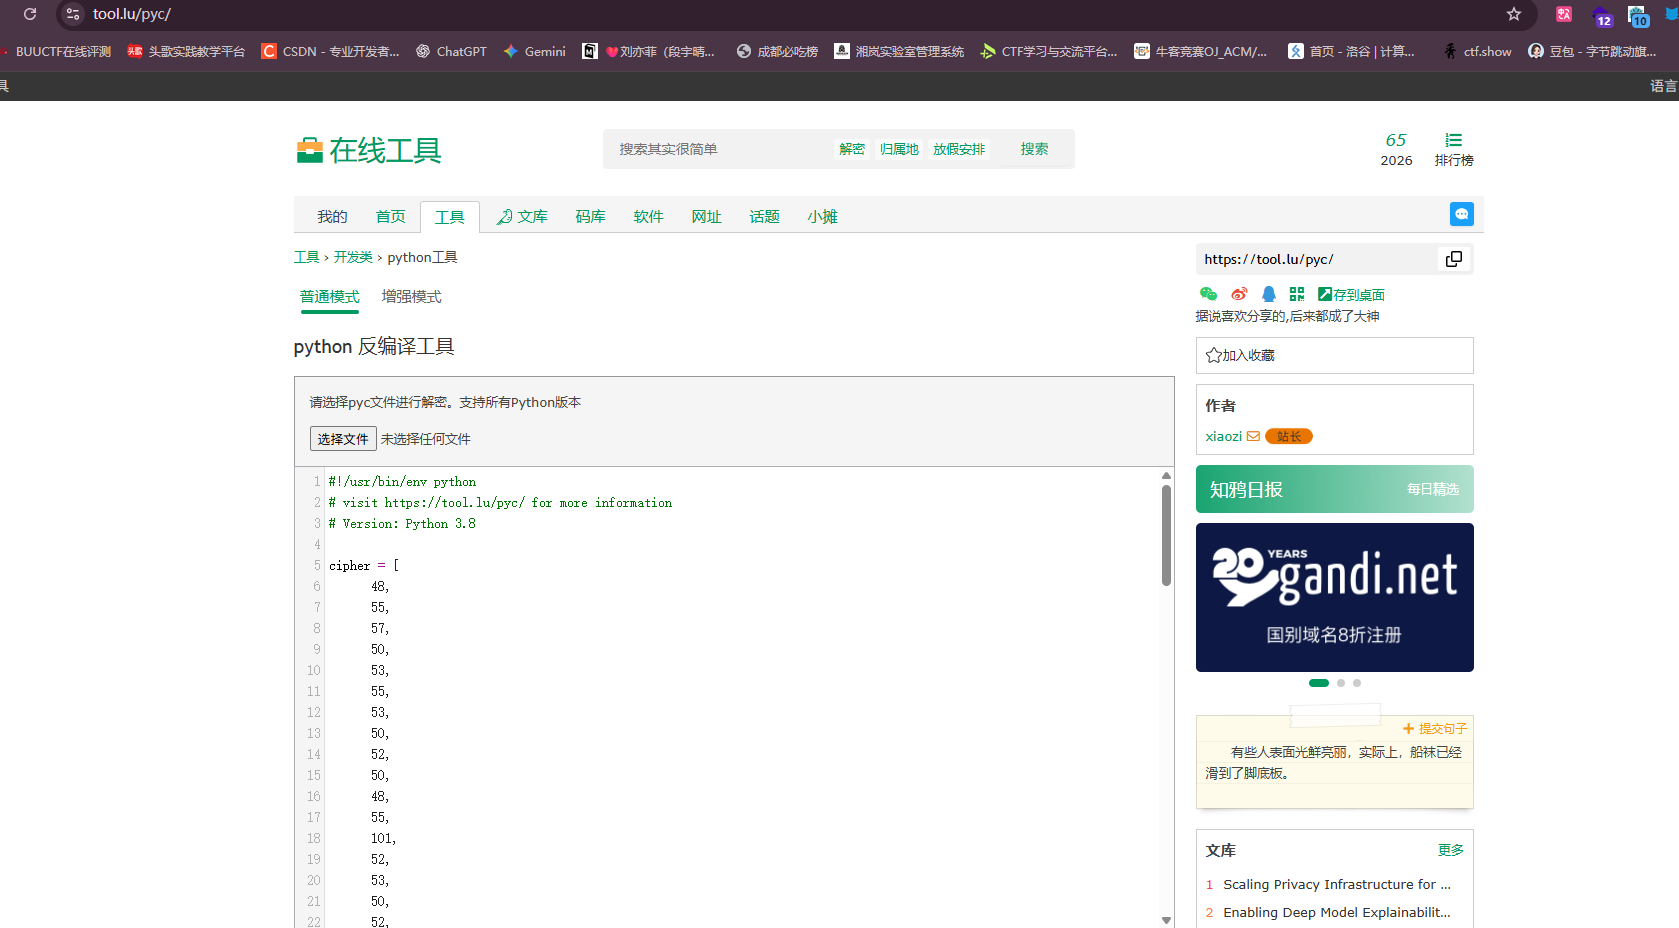 tool.lu/pyc/
12
10
BUUCTF在线评测
头歌
头歌实践教学平台
C
CSDN - 专业开发者...
ChatGPT
Gemini
刘亦菲（段宇晴...
成都必吃榜
湘岚实验室管理系统
CTF学习与交流平台...
牛客竞赛OJ_ACM/...
首页 - 洛谷 | 计算...
ctf.show
豆包 - 字节跳动旗...
具
语言
在线工具
搜索其实很简单
解密
归属地
放假安排
搜索
65
2026
排行榜
我的
首页
工具
文库
码库
软件
网址
话题
小摊
工具 › 开发类 › python工具
普通模式
增强模式
python 反编译工具
请选择pyc文件进行解密。支持所有Python版本
选择文件 未选择任何文件
1 #!/usr/bin/env python
2 # visit https://tool.lu/pyc/ for more information
3 # Version: Python 3.8
4
5 cipher = [
6 48,
7 55,
8 57,
9 50,
10 53,
11 55,
12 53,
13 50,
14 52,
15 50,
16 48,
17 55,
18 101,
19 52,
20 53,
21 50,
22 52,
https://tool.lu/pyc/
存到桌面
据说喜欢分享的,后来都成了大神
加入收藏
作者
xiaozi 站长
知鸦日报
每日精选
20 YEARS
gandi.net
国别域名8折注册
提交句子
有些人表面光鲜亮丽，实际上，船袜已经
滑到了脚底板。
文库
更多
1 Scaling Privacy Infrastructure for ...
2 Enabling Deep Model Explainabilit...